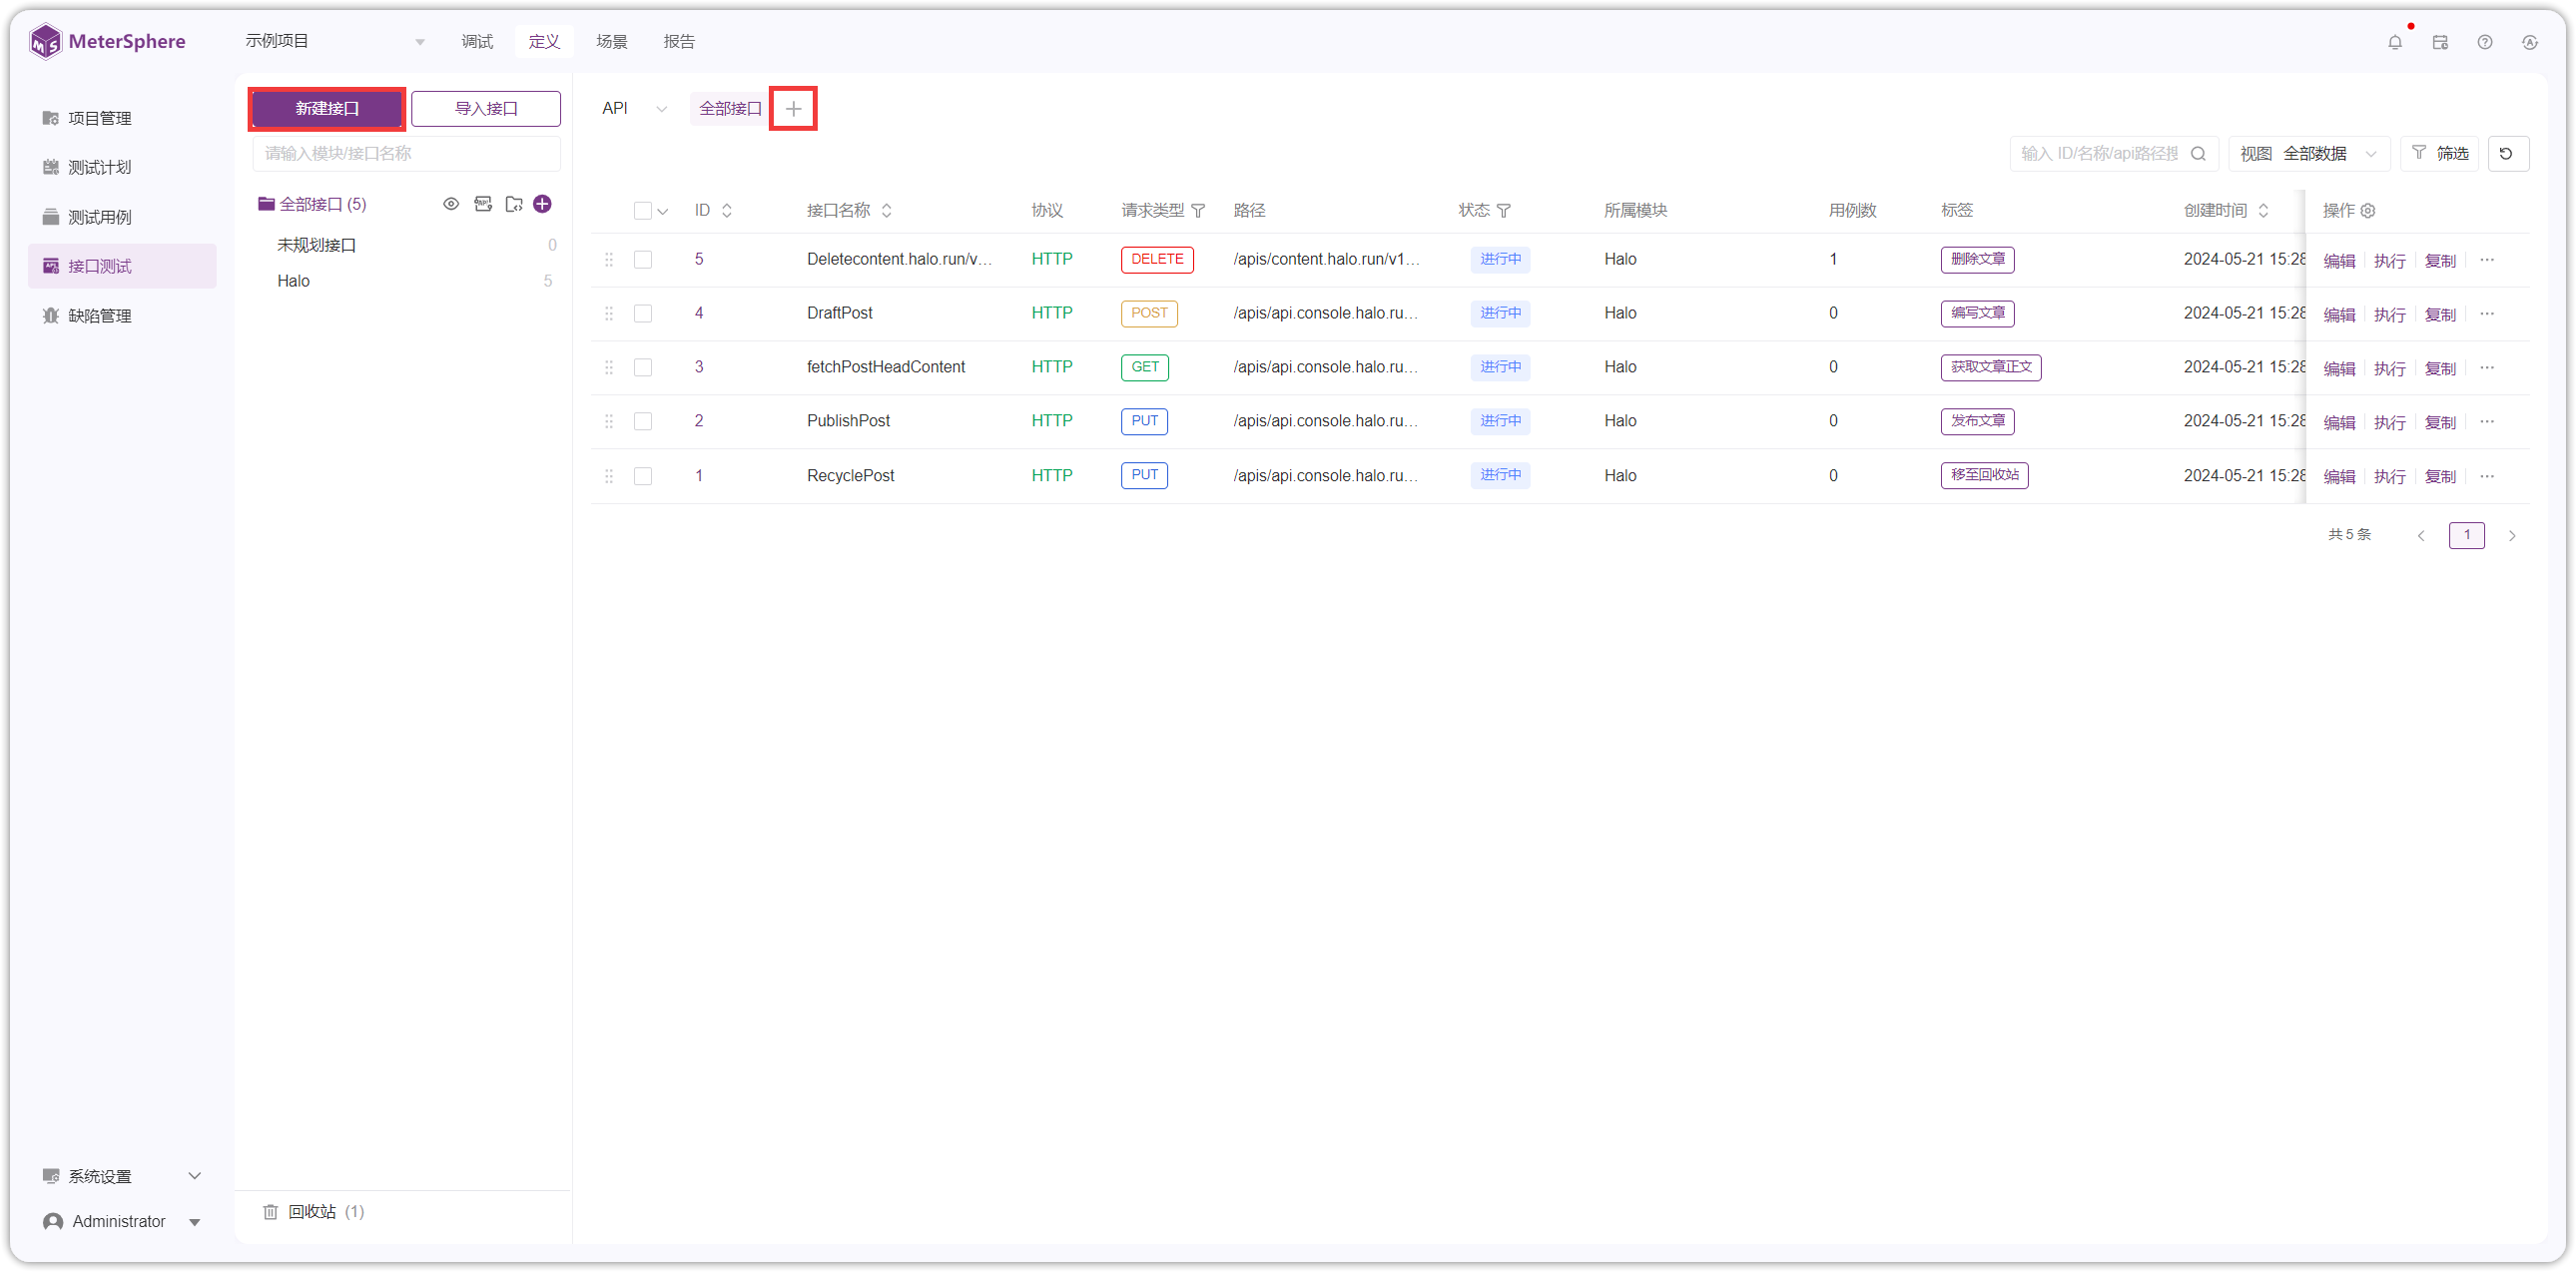 MeterSphere
示例项目
调试 定义 场景 报告
项目管理
测试计划
测试用例
接口测试
缺陷管理
系统设置
Administrator
新建接口 导入接口
请输入模块/接口名称
全部接口 (5)
未规划接口 0
Halo 5
回收站 (1)
API 全部接口
输入 ID/名称/api路径搜 视图 全部数据 筛选
ID 接口名称 协议 请求类型 路径 状态 所属模块 用例数 标签 创建时间 操作
5 Deletecontent.halo.run/v... HTTP DELETE /apis/content.halo.run/v1... 进行中 Halo 1 删除文章 2024-05-21 15:28 编辑 执行 复制 ...
4 DraftPost HTTP POST /apis/api.console.halo.ru... 进行中 Halo 0 编写文章 2024-05-21 15:28 编辑 执行 复制 ...
3 fetchPostHeadContent HTTP GET /apis/api.console.halo.ru... 进行中 Halo 0 获取文章正文 2024-05-21 15:28 编辑 执行 复制 ...
2 PublishPost HTTP PUT /apis/api.console.halo.ru... 进行中 Halo 0 发布文章 2024-05-21 15:28 编辑 执行 复制 ...
1 RecyclePost HTTP PUT /apis/api.console.halo.ru... 进行中 Halo 0 移至回收站 2024-05-21 15:28 编辑 执行 复制 ...
共 5 条 1